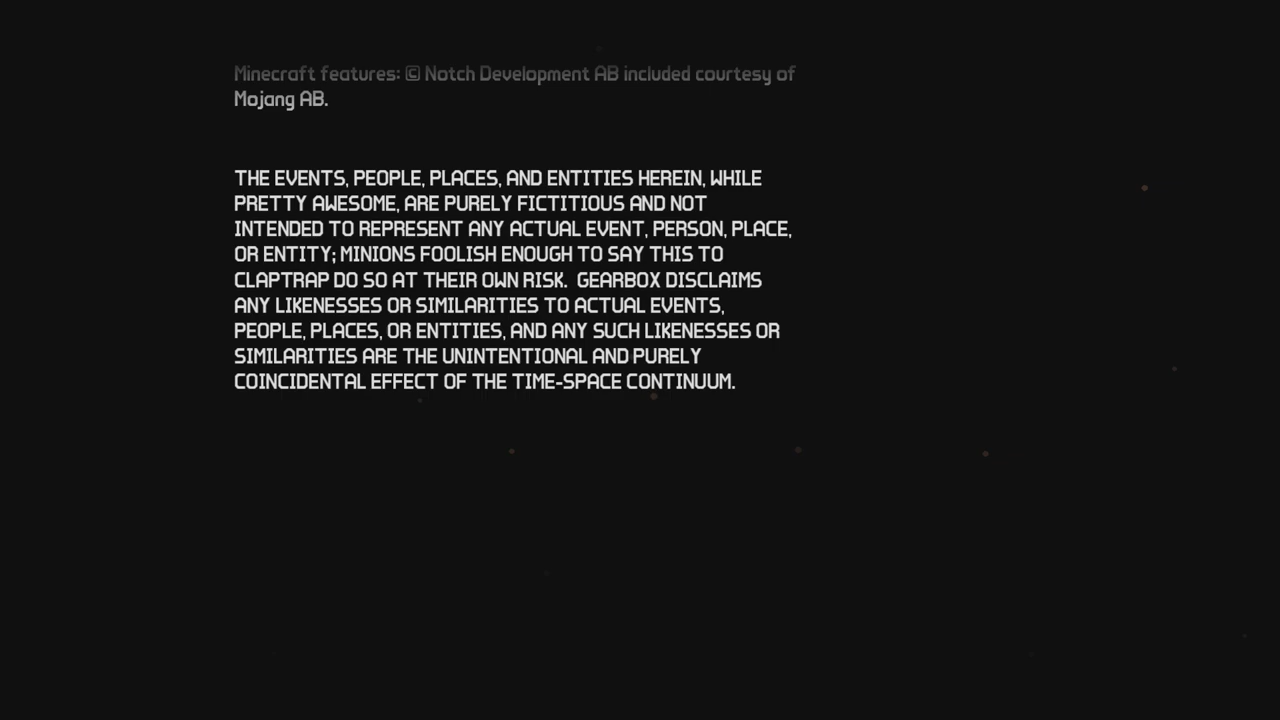 Minecraft features: © Notch Development AB included courtesy of
Mojang AB.
THE EVENTS, PEOPLE, PLACES, AND ENTITIES HEREIN, WHILE
PRETTY AWESOME, ARE PURELY FICTITIOUS AND NOT
INTENDED TO REPRESENT ANY ACTUAL EVENT, PERSON, PLACE,
OR ENTITY; MINIONS FOOLISH ENOUGH TO SAY THIS TO
CLAPTRAP DO SO AT THEIR OWN RISK.  GEARBOX DISCLAIMS
ANY LIKENESSES OR SIMILARITIES TO ACTUAL EVENTS,
PEOPLE, PLACES, OR ENTITIES, AND ANY SUCH LIKENESSES OR
SIMILARITIES ARE THE UNINTENTIONAL AND PURELY
COINCIDENTAL EFFECT OF THE TIME-SPACE CONTINUUM.